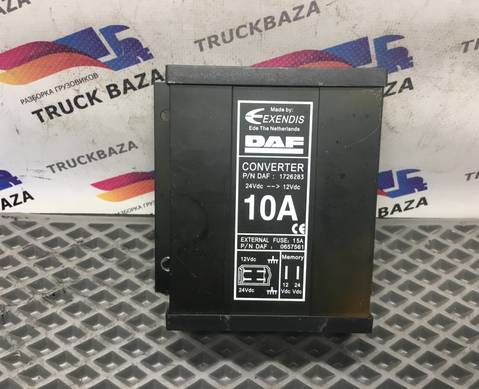 TRUCKBAZA
РАЗБОРКА ГРУЗОВИКОВ
TRUCK BAZA
TRUCKBAZA
TRUCKBAZA
Made by:
EXENDIS
Ede The Netherlands
DAF
CONVERTER
P/N DAF : 1726283
24Vdc --> 12Vdc
10A
CE
EXTERNAL FUSE: 15A
P/N DAF : 0657561
12Vdc
Memory
24Vdc
12 24
Vdc Vdc